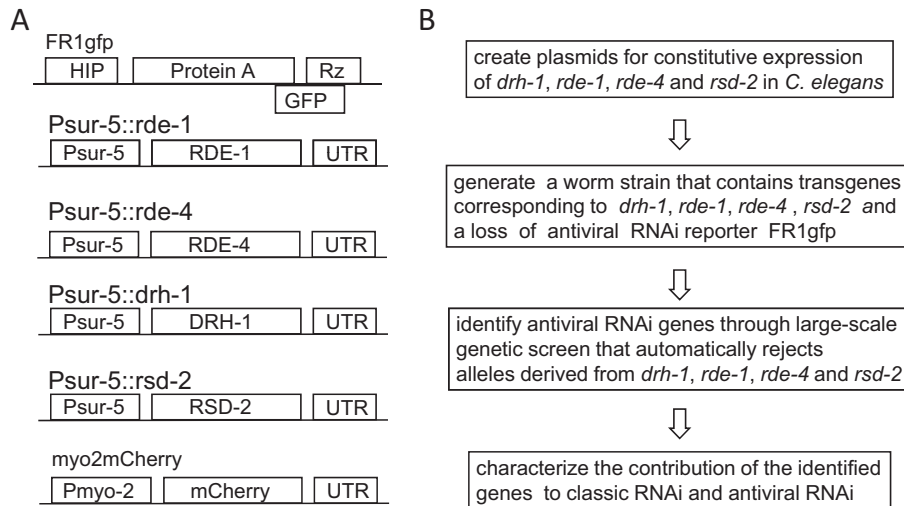 A
FR1gfp
HIP Protein A Rz
GFP
Psur-5::rde-1
Psur-5 RDE-1 UTR
Psur-5::rde-4
Psur-5 RDE-4 UTR
Psur-5::drh-1
Psur-5 DRH-1 UTR
Psur-5::rsd-2
Psur-5 RSD-2 UTR
myo2mCherry
Pmyo-2 mCherry UTR
B
create plasmids for constitutive expression
of drh-1, rde-1, rde-4 and rsd-2 in C. elegans
generate a worm strain that contains transgenes
corresponding to drh-1, rde-1, rde-4 , rsd-2 and
a loss of antiviral RNAi reporter FR1gfp
identify antiviral RNAi genes through large-scale
genetic screen that automatically rejects
alleles derived from drh-1, rde-1, rde-4 and rsd-2
characterize the contribution of the identified
genes to classic RNAi and antiviral RNAi